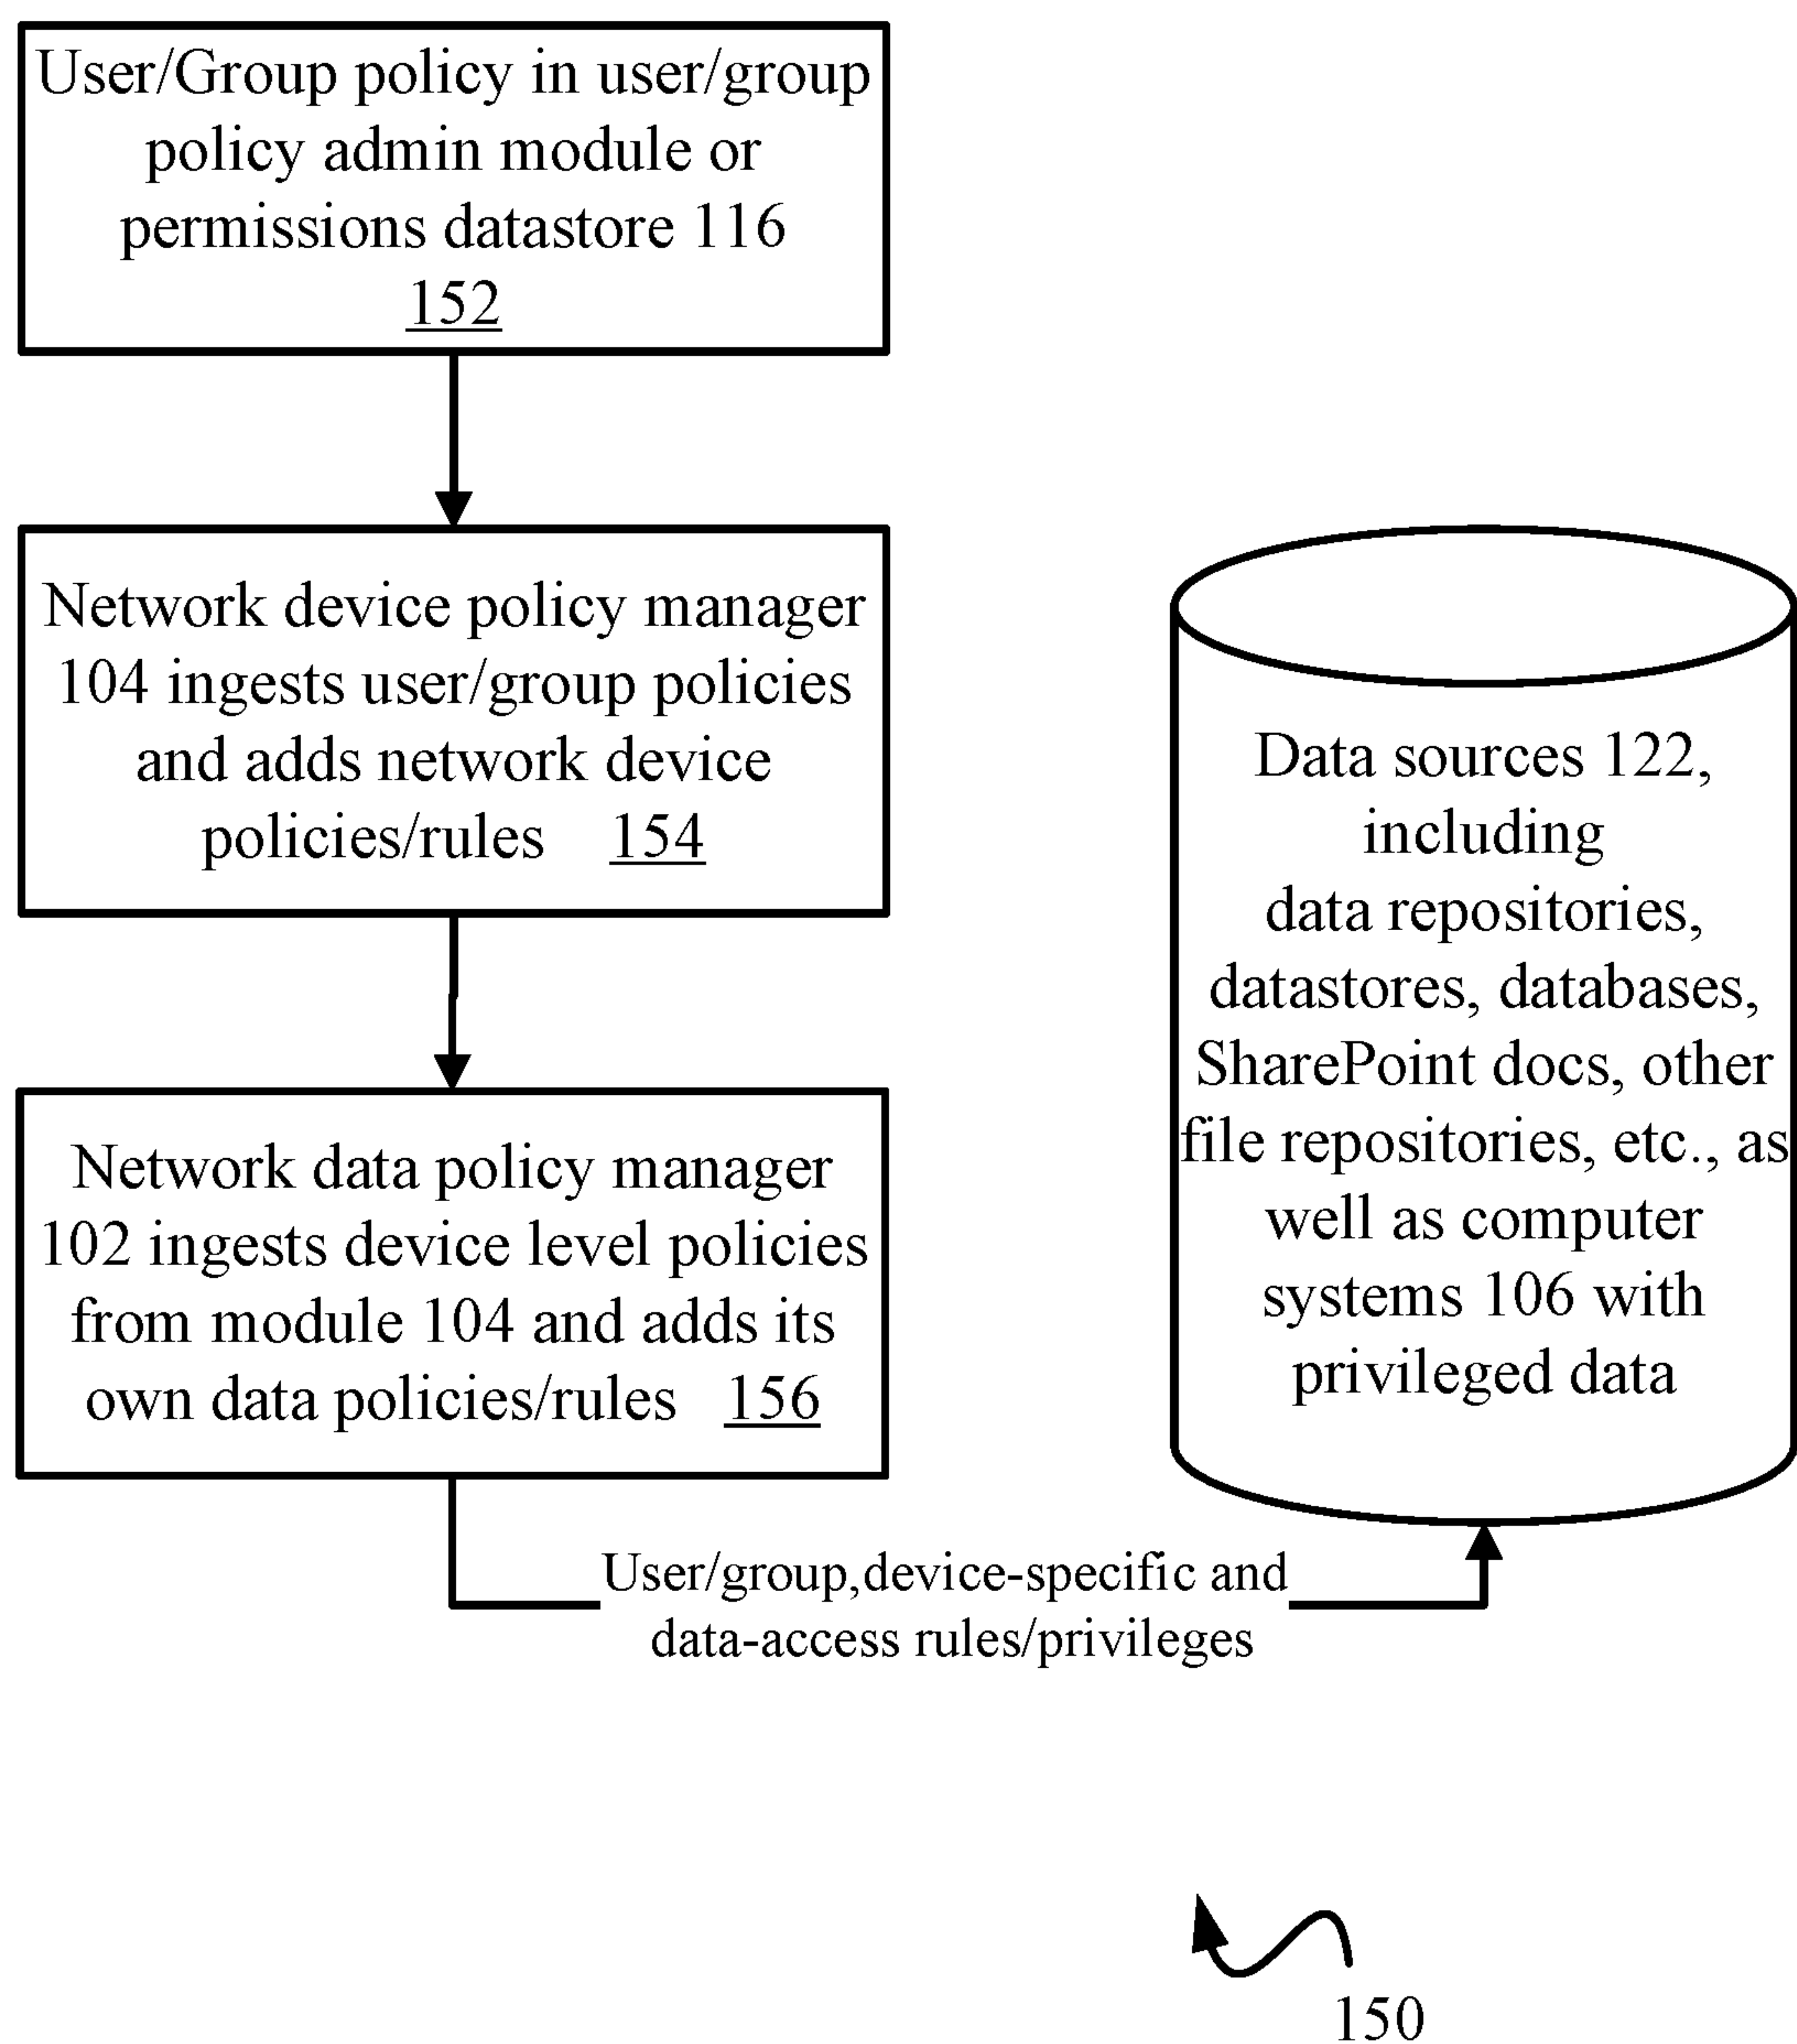 User/Group policy in user/group
policy admin module or
permissions datastore 116
152
Network device policy manager
104 ingests user/group policies
and adds network device
policies/rules 154
Network data policy manager
102 ingests device level policies
from module 104 and adds its
own data policies/rules 156
User/group,device-specific and
data-access rules/privileges
Data sources 122,
including
data repositories,
datastores, databases,
SharePoint docs, other
file repositories, etc., as
well as computer
systems 106 with
privileged data
150